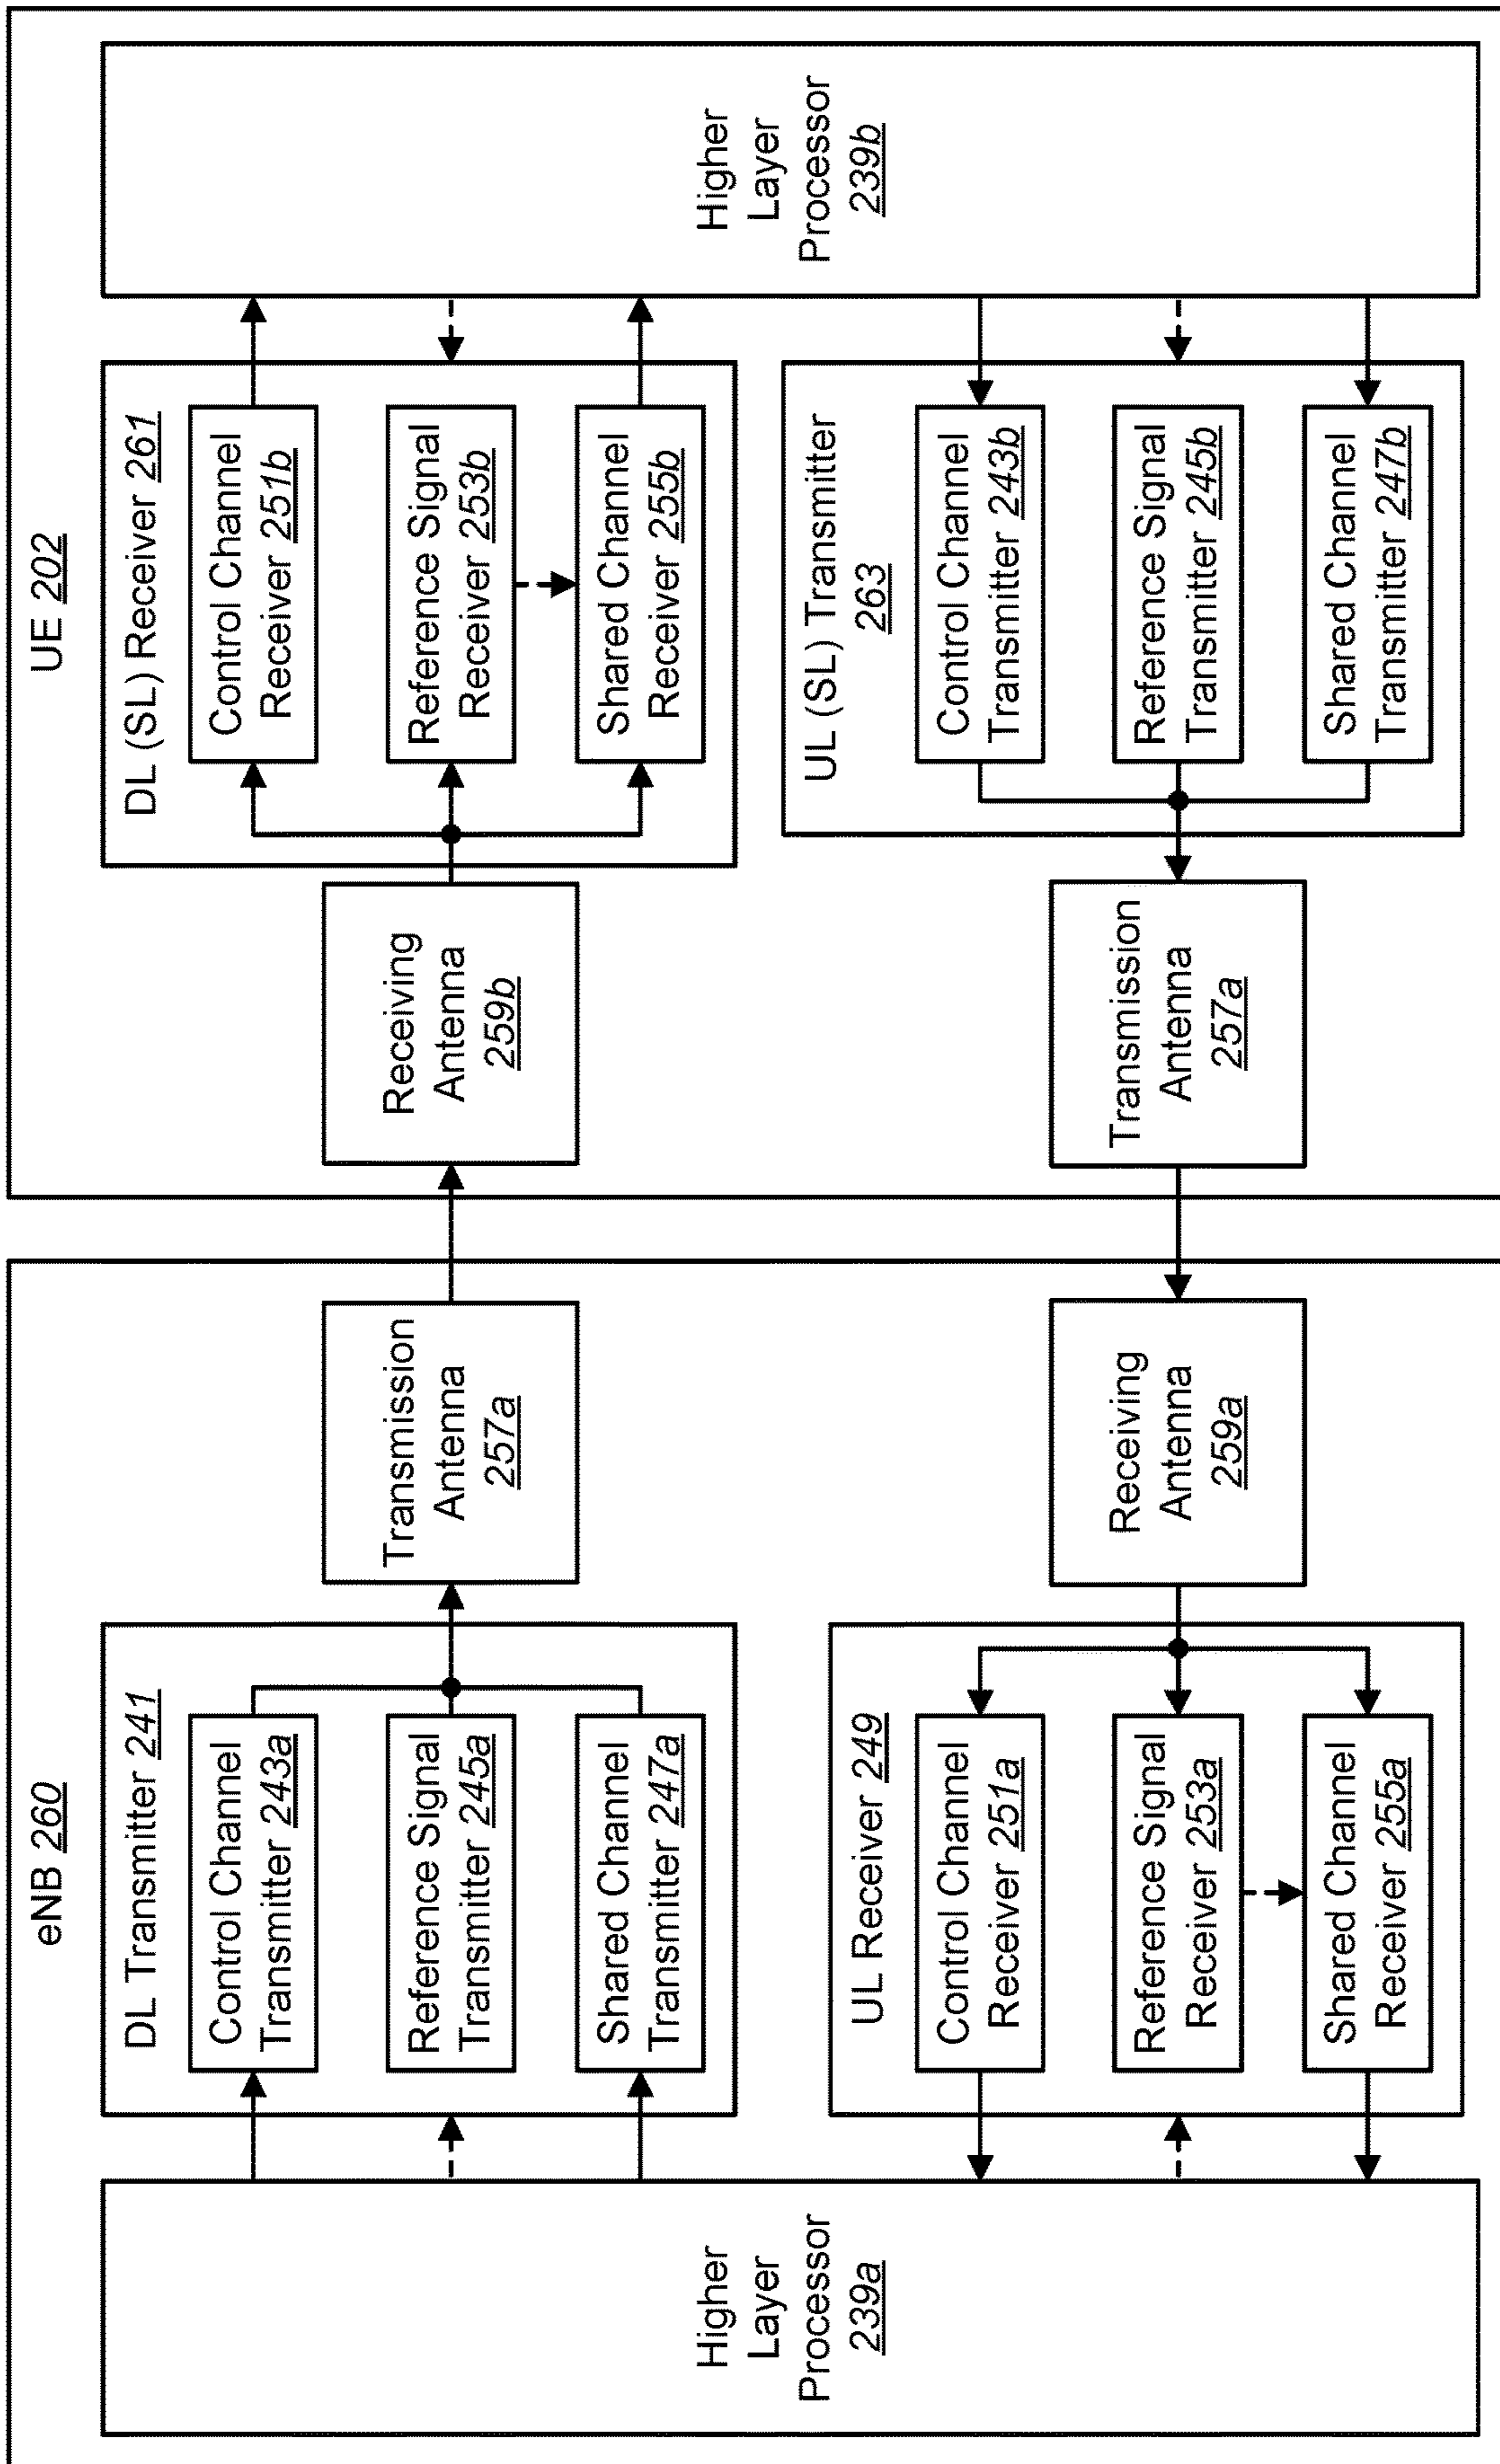 eNB 260
Higher
Layer
Processor
239a
DL Transmitter 241
Control Channel
Transmitter 243a
Reference Signal
Transmitter 245a
Shared Channel
Transmitter 247a
Transmission
Antenna
257a
UL Receiver 249
Control Channel
Receiver 251a
Reference Signal
Receiver 253a
Shared Channel
Receiver 255a
Receiving
Antenna
259a
UE 202
Receiving
Antenna
259b
DL (SL) Receiver 261
Control Channel
Receiver 251b
Reference Signal
Receiver 253b
Shared Channel
Receiver 255b
Transmission
Antenna
257a
UL (SL) Transmitter
263
Control Channel
Transmitter 243b
Reference Signal
Transmitter 245b
Shared Channel
Transmitter 247b
Higher
Layer
Processor
239b